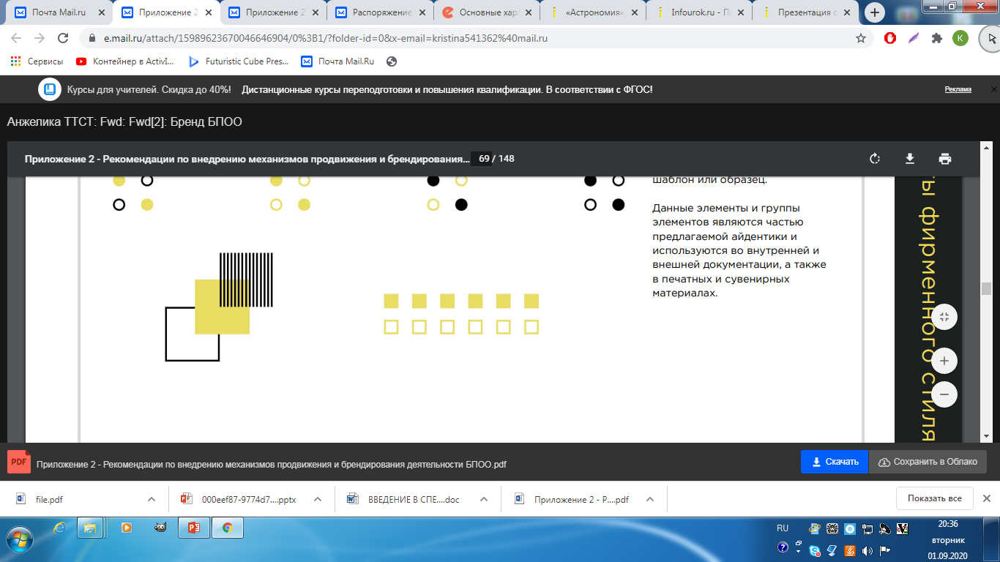 Почта Mail.ru
Приложение 2
Приложение 2
Распоряжение
Основные хар
«Астрономия»
Infourok.ru - П
Презентация с
e.mail.ru/attach/15989623670046646904/0%3B1/?folder-id=0&x-email=kristina541362%40mail.ru
K
Сервисы
Контейнер в ActivI...
Futuristic Cube Pres...
Почта Mail.Ru
Курсы для учителей. Скидка до 40%!
Дистанционные курсы переподготовки и повышения квалификации. В соответствии с ФГОС!
Реклама
Анжелика ТТСТ: Fwd: Fwd[2]: Бренд БПОО
Приложение 2 - Рекомендации по внедрению механизмов продвижения и брендирования...
69 / 148
шаблон или образец.
Данные элементы и группы
элементов являются частью
предлагаемой айдентики и
используются во внутренней и
внешней документации, а также
в печатных и сувенирных
материалах.
ты фирменного стиля
PDF
Приложение 2 - Рекомендации по внедрению механизмов продвижения и брендирования деятельности БПОО.pdf
Скачать
Сохранить в Облако
file.pdf
000eef87-9774d7....pptx
ВВЕДЕНИЕ В СПЕ....doc
Приложение 2 - Р....pdf
Показать все
RU
20:36
вторник
01.09.2020